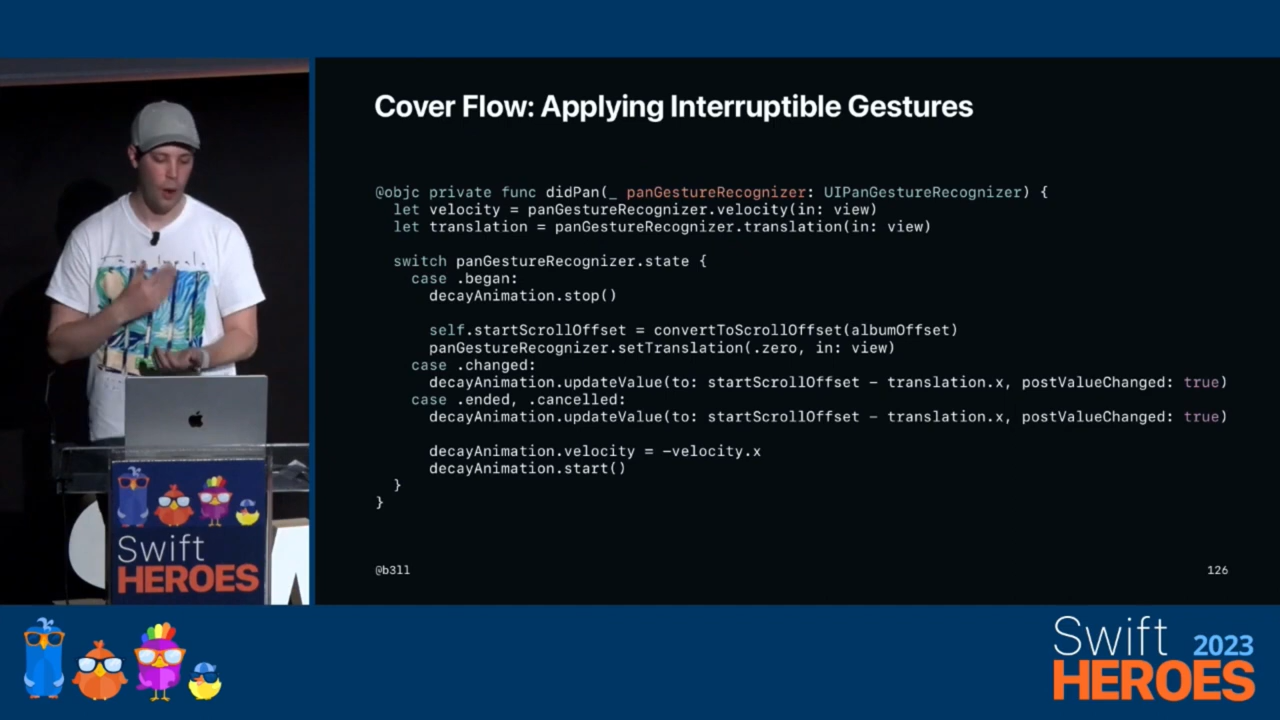 Cover Flow: Applying Interruptible Gestures
@objc private func didPan(_ panGestureRecognizer: UIPanGestureRecognizer) {
let velocity = panGestureRecognizer.velocity(in: view)
let translation = panGestureRecognizer.translation(in: view)
switch panGestureRecognizer.state {
case .began:
decayAnimation.stop()
self.startScrollOffset = convertToScrollOffset(albumOffset)
panGestureRecognizer.setTranslation(.zero, in: view)
case .changed:
decayAnimation.updateValue(to: startScrollOffset - translation.x, postValueChanged: true)
case .ended, .cancelled:
decayAnimation.updateValue(to: startScrollOffset - translation.x, postValueChanged: true)
decayAnimation.velocity = -velocity.x
decayAnimation.start()
}
}
@b3ll
126
Swift
HEROES
Swift 2023
HEROES